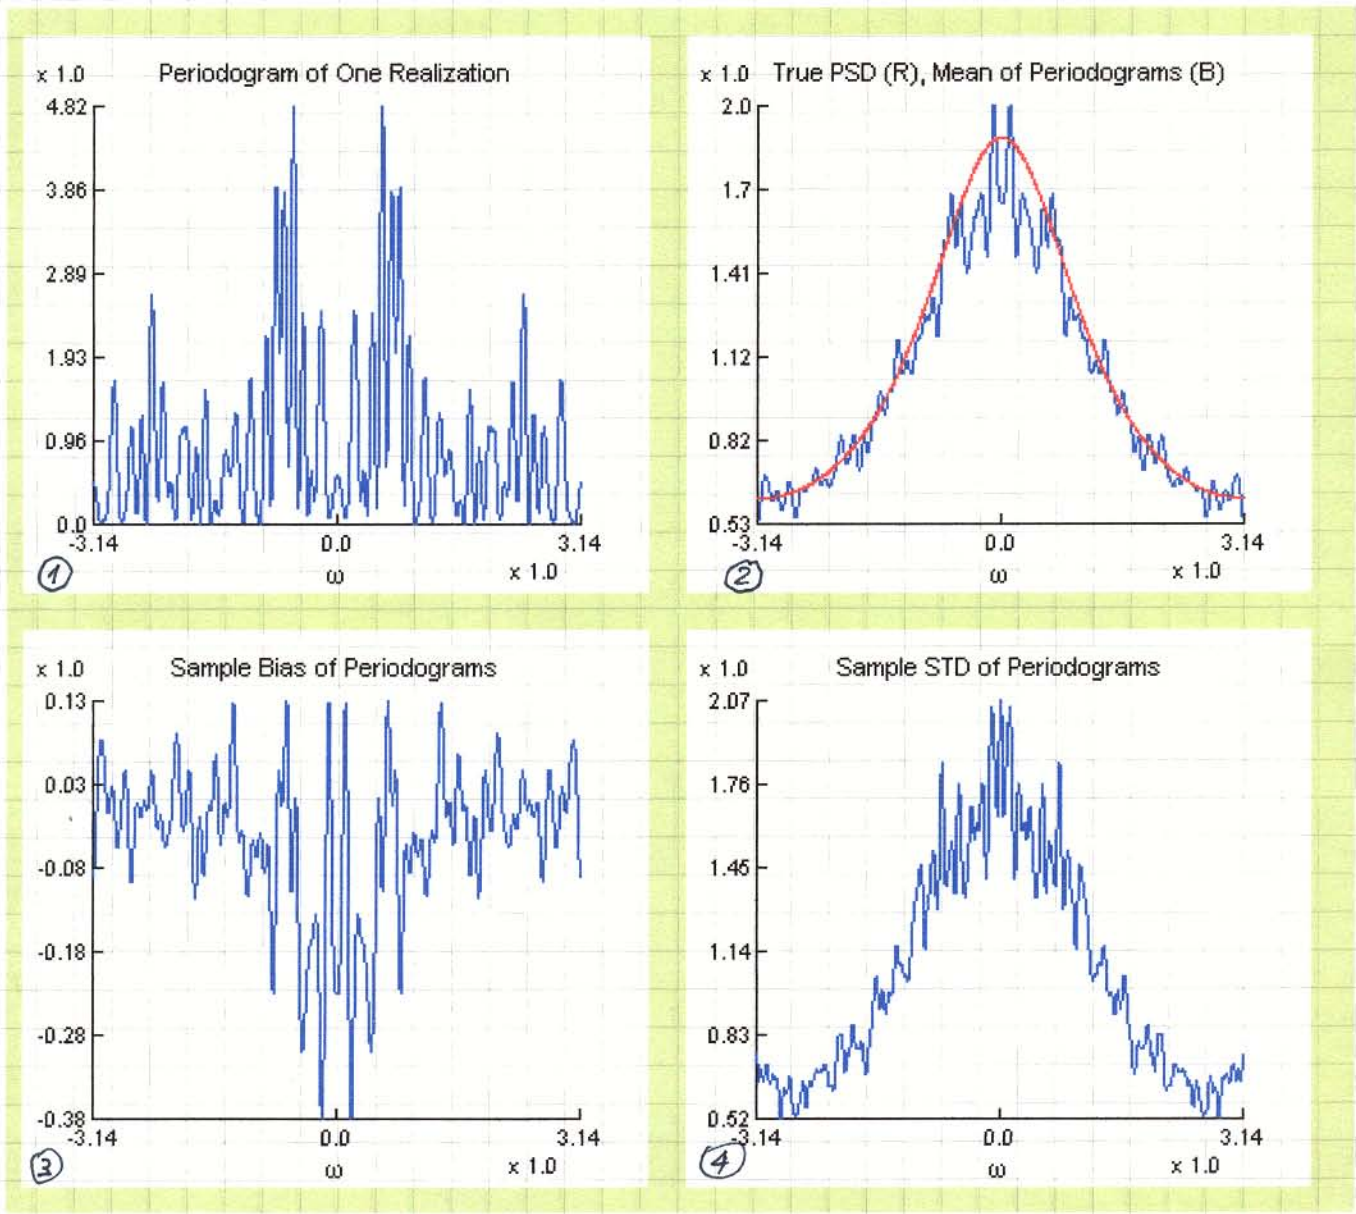 x 1.0 Periodogram of One Realization
4.82
3.86
2.89
1.93
0.96
0.0
-3.14 0.0 3.14
① ω x 1.0
x 1.0 True PSD (R), Mean of Periodograms (B)
2.0
1.7
1.41
1.12
0.82
0.53
-3.14 0.0 3.14
② ω x 1.0
x 1.0 Sample Bias of Periodograms
0.13
0.03
-0.08
-0.18
-0.28
-0.38
-3.14 0.0 3.14
③ ω x 1.0
x 1.0 Sample STD of Periodograms
2.07
1.76
1.45
1.14
0.83
0.52
-3.14 0.0 3.14
④ ω x 1.0